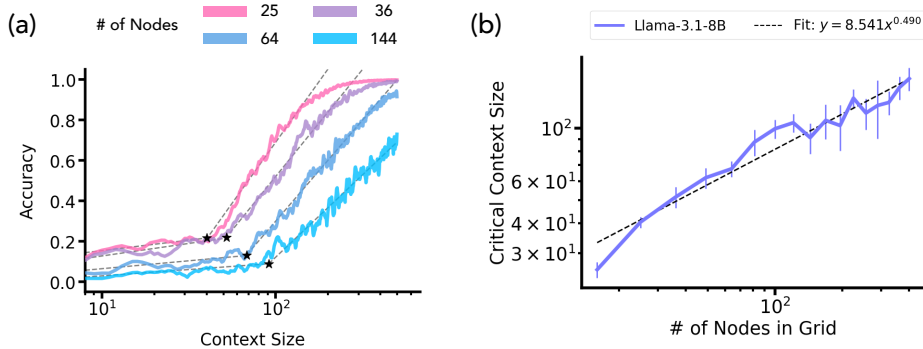 (a)
# of Nodes
25
36
64
144
Accuracy
1.0
0.8
0.6
0.4
0.2
0.0
10¹
10²
Context Size
(b)
Llama-3.1-8B
Fit: y = 8.541x^0.490
Critical Context Size
10²
6 × 10¹
4 × 10¹
3 × 10¹
10²
# of Nodes in Grid